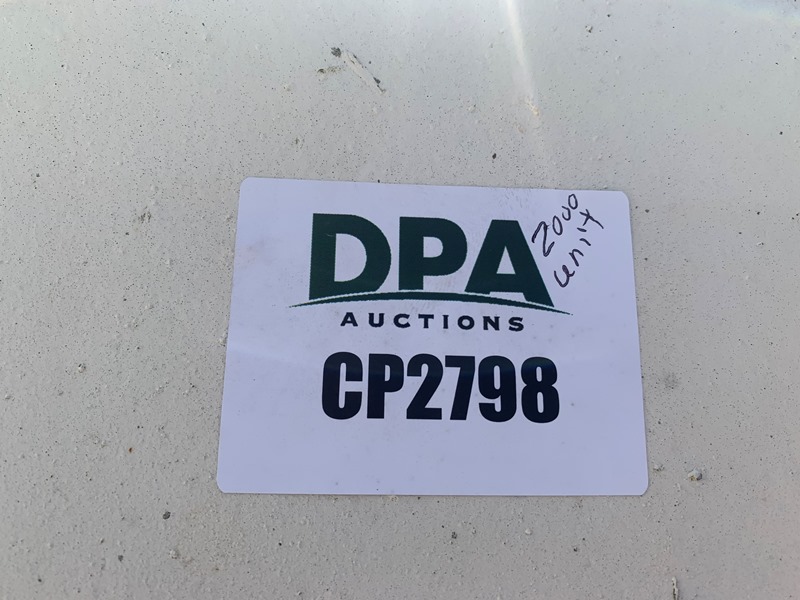 DPA
AUCTIONS
CP2798
2000
unit